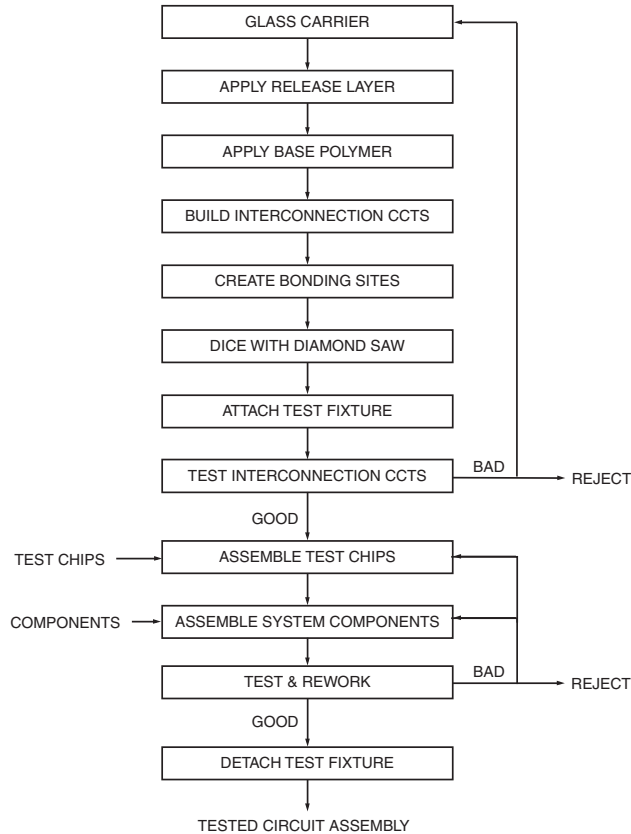 GLASS CARRIER
APPLY RELEASE LAYER
APPLY BASE POLYMER
BUILD INTERCONNECTION CCTS
CREATE BONDING SITES
DICE WITH DIAMOND SAW
ATTACH TEST FIXTURE
TEST INTERCONNECTION CCTS
BAD
REJECT
GOOD
TEST CHIPS
ASSEMBLE TEST CHIPS
COMPONENTS
ASSEMBLE SYSTEM COMPONENTS
TEST & REWORK
BAD
REJECT
GOOD
DETACH TEST FIXTURE
TESTED CIRCUIT ASSEMBLY